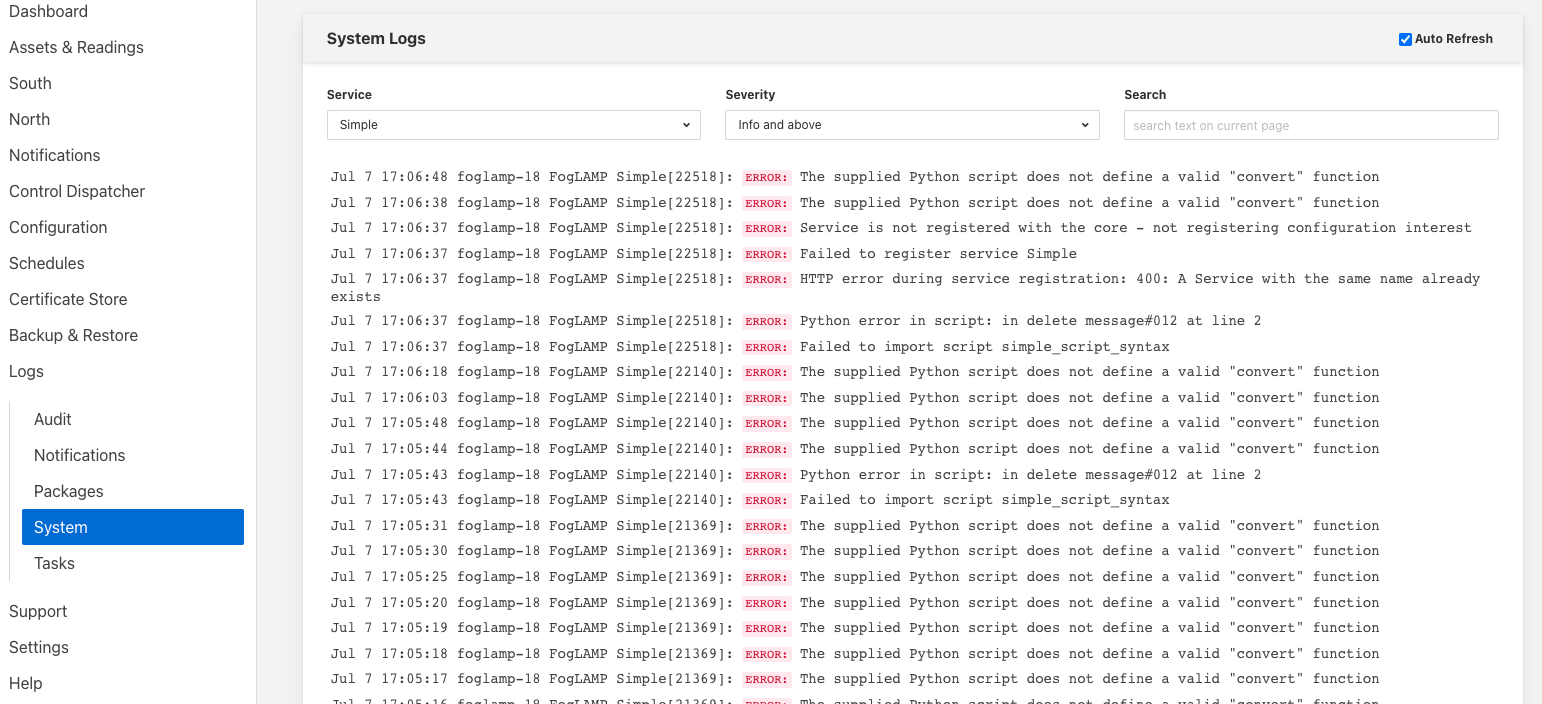 Dashboard
Assets & Readings
South
North
Notifications
Control Dispatcher
Configuration
Schedules
Certificate Store
Backup & Restore
Logs
Audit
Notifications
Packages
System
Tasks
Support
Settings
Help
System Logs
Auto Refresh
Service
Severity
Search
Simple
Info and above
search text on current page
Jul 7 17:06:48 foglamp-18 FogLAMP Simple[22518]: ERROR: The supplied Python script does not define a valid "convert" function
Jul 7 17:06:38 foglamp-18 FogLAMP Simple[22518]: ERROR: The supplied Python script does not define a valid "convert" function
Jul 7 17:06:37 foglamp-18 FogLAMP Simple[22518]: ERROR: Service is not registered with the core - not registering configuration interest
Jul 7 17:06:37 foglamp-18 FogLAMP Simple[22518]: ERROR: Failed to register service Simple
Jul 7 17:06:37 foglamp-18 FogLAMP Simple[22518]: ERROR: HTTP error during service registration: 400: A Service with the same name already
exists
Jul 7 17:06:37 foglamp-18 FogLAMP Simple[22518]: ERROR: Python error in script: in delete message#012 at line 2
Jul 7 17:06:37 foglamp-18 FogLAMP Simple[22518]: ERROR: Failed to import script simple_script_syntax
Jul 7 17:06:18 foglamp-18 FogLAMP Simple[22140]: ERROR: The supplied Python script does not define a valid "convert" function
Jul 7 17:06:03 foglamp-18 FogLAMP Simple[22140]: ERROR: The supplied Python script does not define a valid "convert" function
Jul 7 17:05:48 foglamp-18 FogLAMP Simple[22140]: ERROR: The supplied Python script does not define a valid "convert" function
Jul 7 17:05:44 foglamp-18 FogLAMP Simple[22140]: ERROR: The supplied Python script does not define a valid "convert" function
Jul 7 17:05:43 foglamp-18 FogLAMP Simple[22140]: ERROR: Python error in script: in delete message#012 at line 2
Jul 7 17:05:43 foglamp-18 FogLAMP Simple[22140]: ERROR: Failed to import script simple_script_syntax
Jul 7 17:05:31 foglamp-18 FogLAMP Simple[21369]: ERROR: The supplied Python script does not define a valid "convert" function
Jul 7 17:05:30 foglamp-18 FogLAMP Simple[21369]: ERROR: The supplied Python script does not define a valid "convert" function
Jul 7 17:05:25 foglamp-18 FogLAMP Simple[21369]: ERROR: The supplied Python script does not define a valid "convert" function
Jul 7 17:05:20 foglamp-18 FogLAMP Simple[21369]: ERROR: The supplied Python script does not define a valid "convert" function
Jul 7 17:05:19 foglamp-18 FogLAMP Simple[21369]: ERROR: The supplied Python script does not define a valid "convert" function
Jul 7 17:05:18 foglamp-18 FogLAMP Simple[21369]: ERROR: The supplied Python script does not define a valid "convert" function
Jul 7 17:05:17 foglamp-18 FogLAMP Simple[21369]: ERROR: The supplied Python script does not define a valid "convert" function
Jul 7 17:05:16 foglamp-18 FogLAMP Simple[21369]: ERROR: The supplied Python script does not define a valid "convert" function